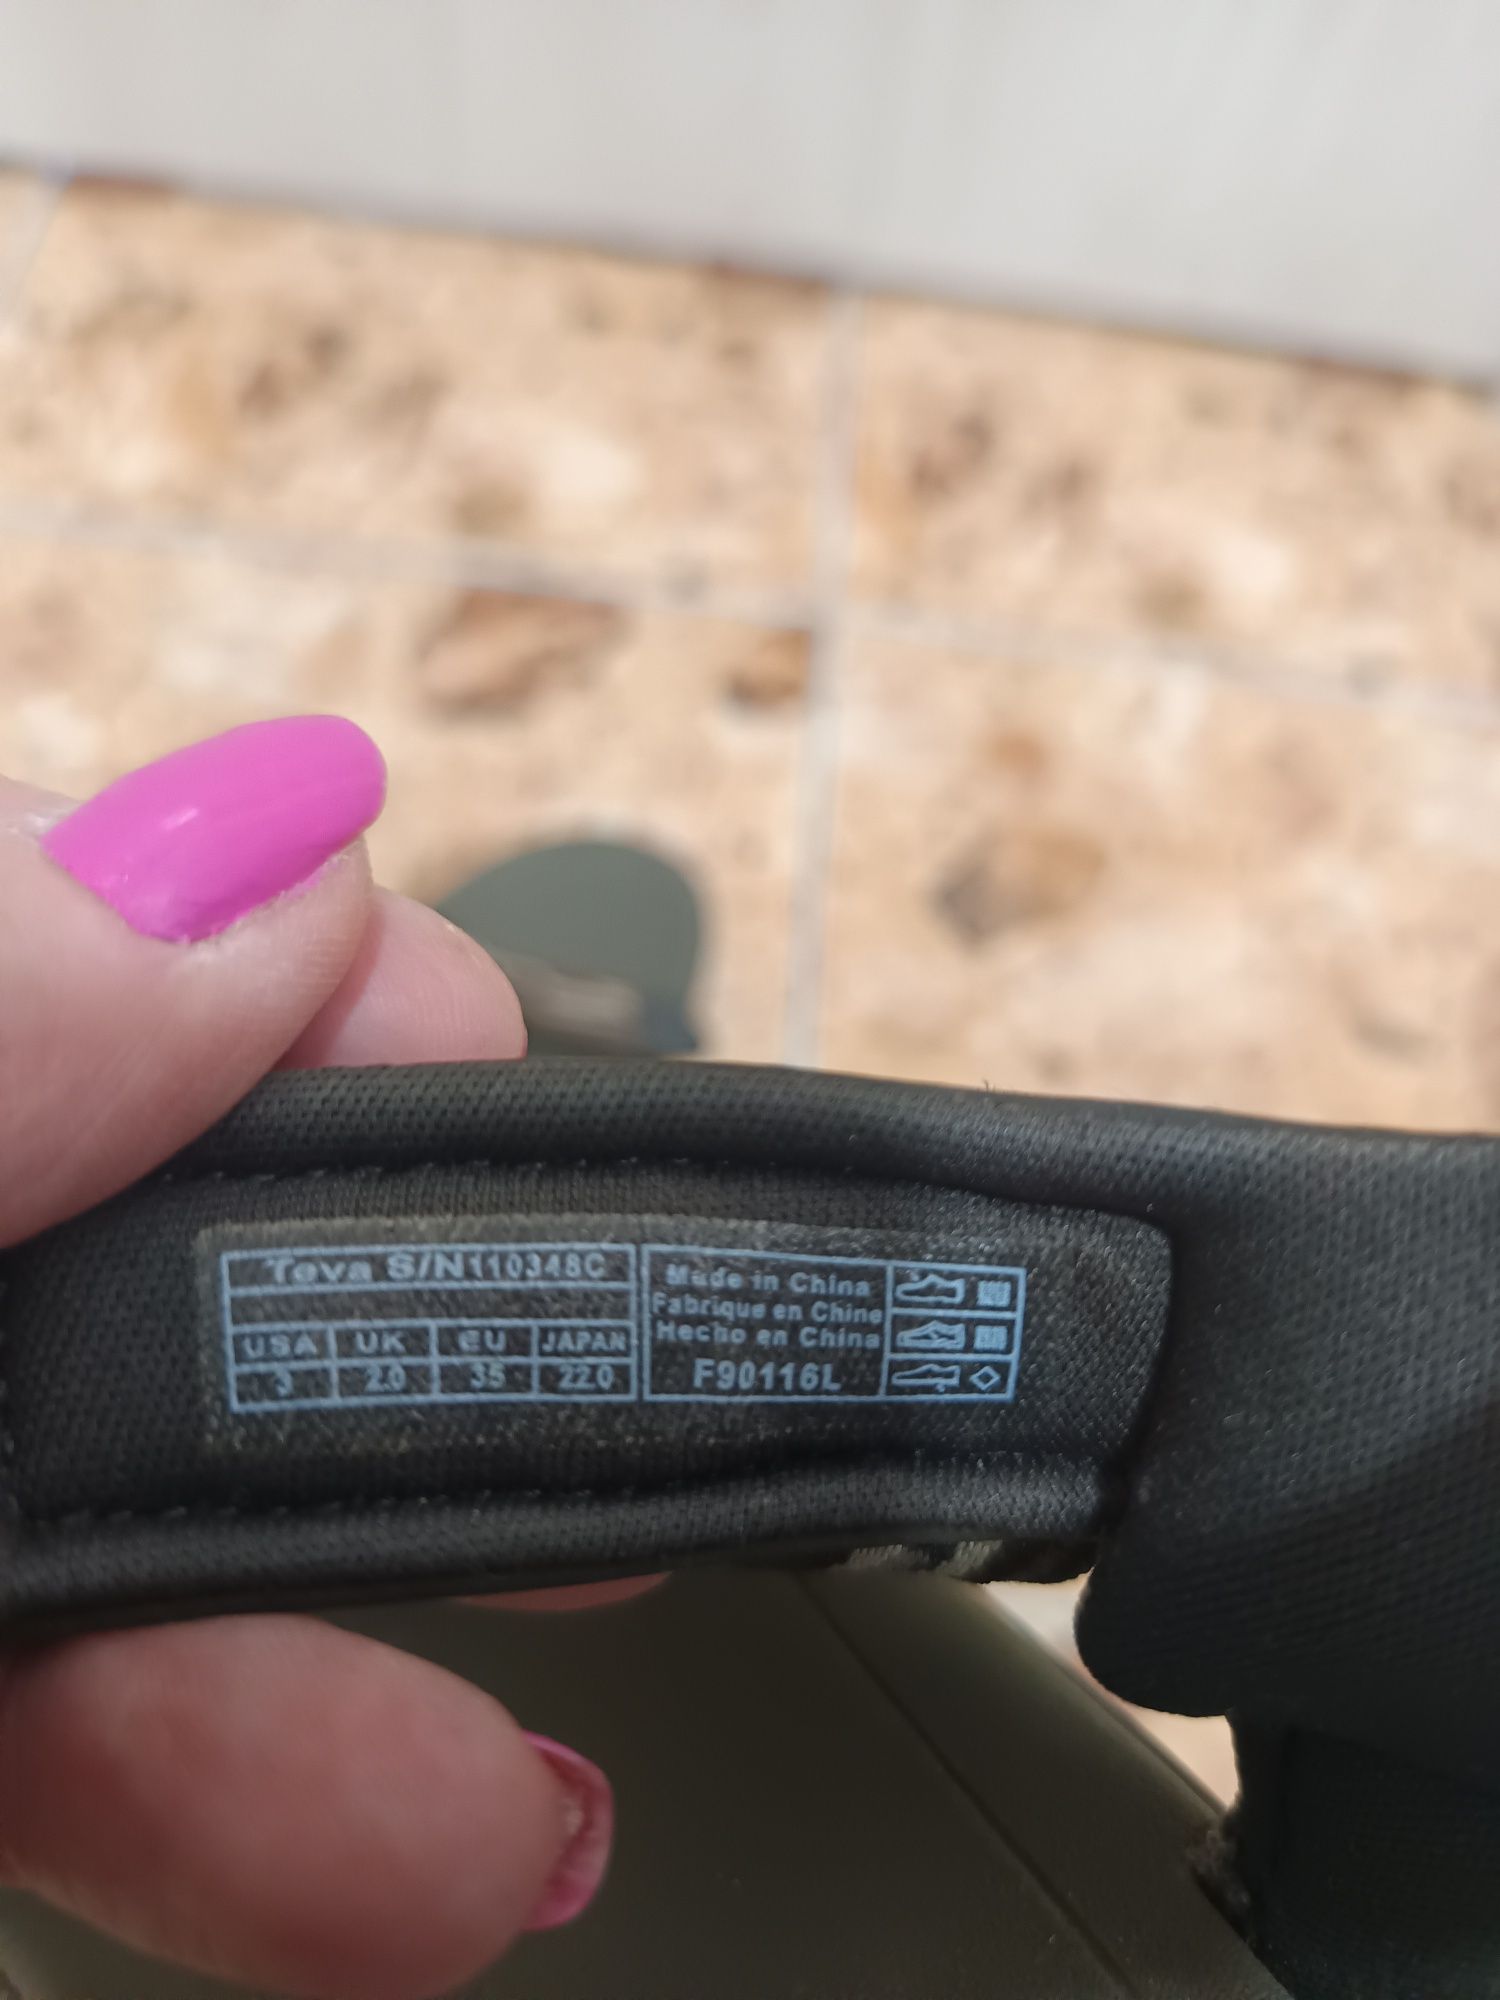 Teva S/N110348C
USA UK EU JAPAN
3 2.0 35 22.0
Made in China
Fabrique en Chine
Hecho en China
F90116L